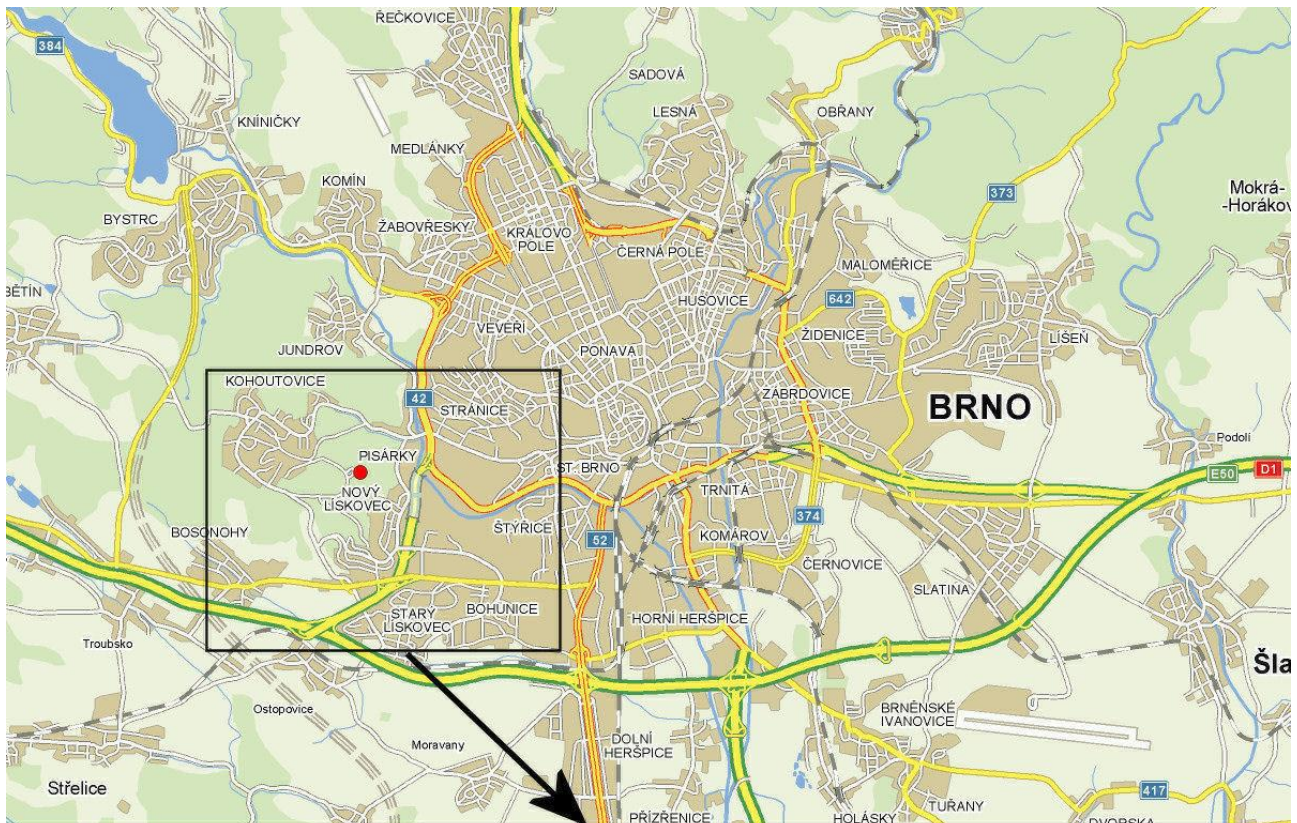 ŘEČKOVICE
384
SADOVÁ
LESNÁ
OBŘANY
KNÍNIČKY
MEDLÁNKY
KOMÍN
373
Mokrá-
-Horákov
BYSTRC
ŽABOVŘESKY
KRÁLOVO
POLE
ČERNÁ POLE
MALOMĚŘICE
BĚTÍN
HUSOVICE
642
VEVEŘÍ
ŽIDENICE
LÍŠEŇ
JUNDROV
PONAVA
KOHOUTOVICE
42
STRÁNICE
ZÁBRDOVICE
BRNO
PISÁRKY
ST. BRNO
Podolí
E50
D1
NOVÝ
LÍSKOVEC
TRNITÁ
BOSONOHY
ŠTÝŘICE
52
KOMÁROV
374
ČERNOVICE
SLATINA
STARÝ
LÍSKOVEC
BOHUNICE
HORNÍ HERŠPICE
Troubsko
Šla
Ostopovice
BRNĚNSKÉ
IVANOVICE
Moravany
DOLNÍ
HERŠPICE
Střelice
417
TUŘANY
PŘÍZŘENICE
HOLÁSKY
DVORSKA